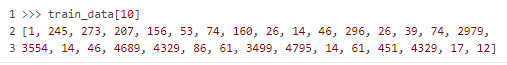 1 >>> train_data[10]
2 [1, 245, 273, 207, 156, 53, 74, 160, 26, 14, 46, 296, 26, 39, 74, 2979,
3 3554, 14, 46, 4689, 4329, 86, 61, 3499, 4795, 14, 61, 451, 4329, 17, 12]